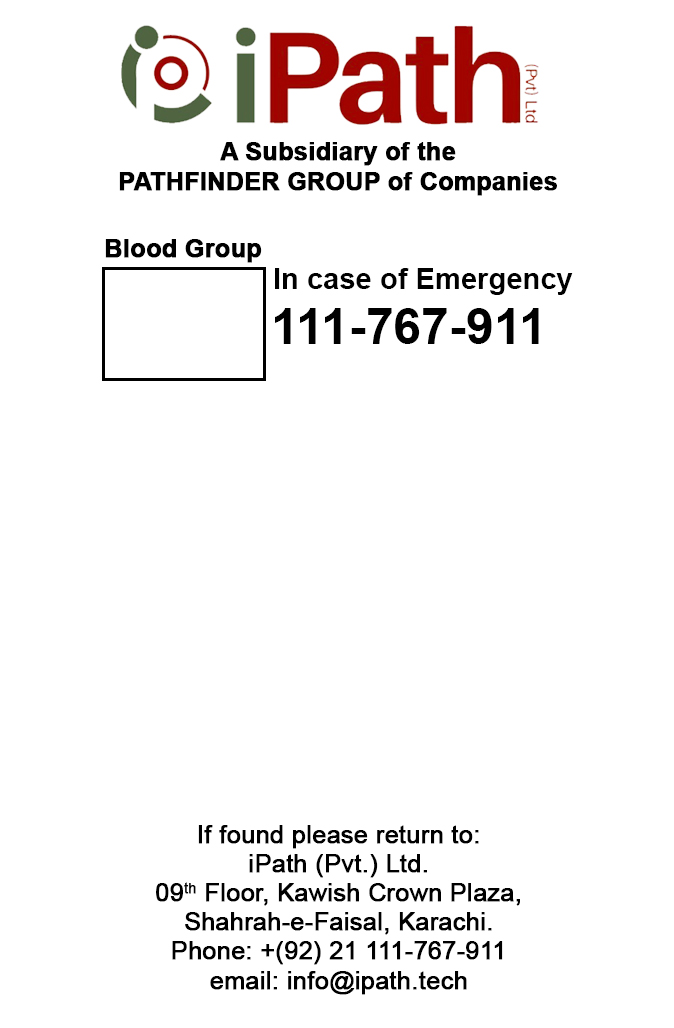 iPath (Pvt) Ltd
A Subsidiary of the
PATHFINDER GROUP of Companies
Blood Group
In case of Emergency
111-767-911
If found please return to:
iPath (Pvt.) Ltd.
09th Floor, Kawish Crown Plaza,
Shahrah-e-Faisal, Karachi.
Phone: +(92) 21 111-767-911
email: info@ipath.tech